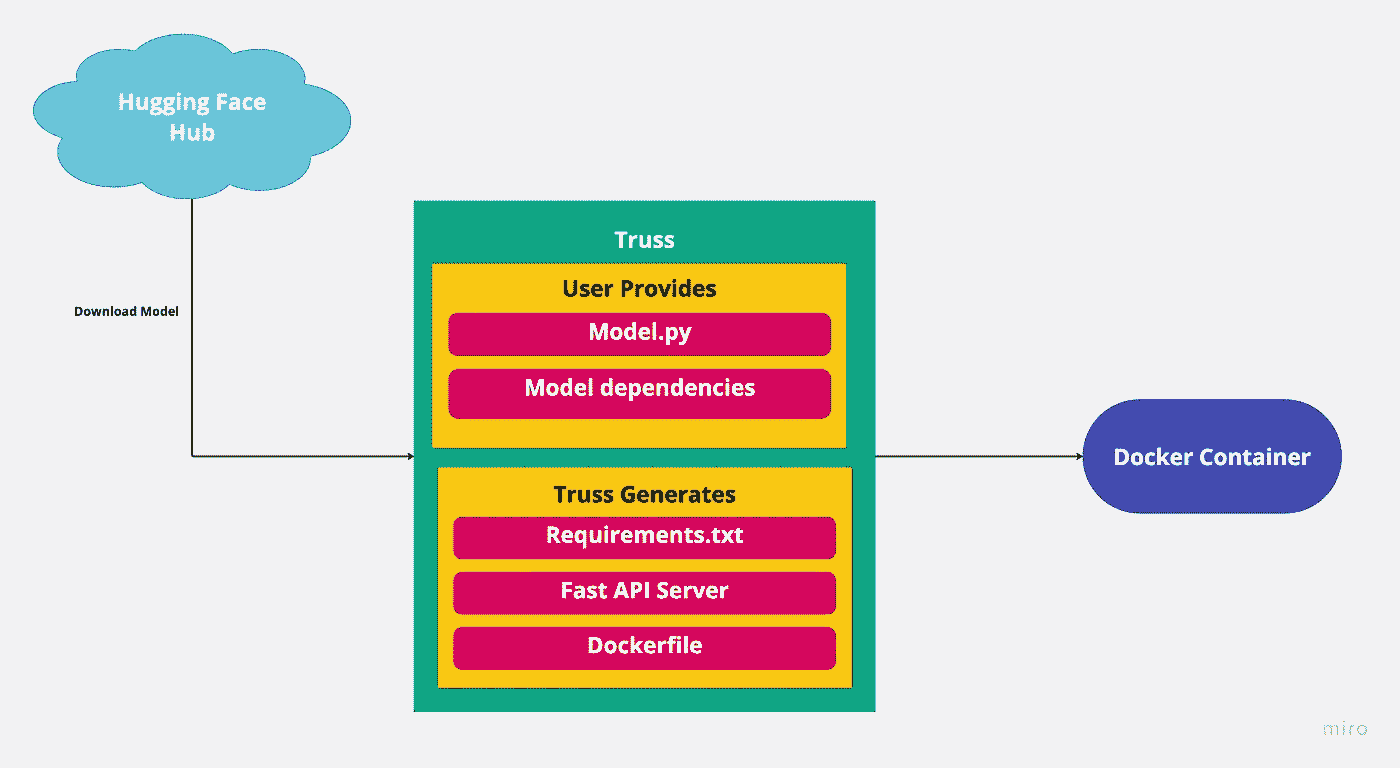 Hugging Face
Hub
Truss
User Provides
Model.py
Download Model
Model dependencies
Docker Container
Truss Generates
Requirements.txt
Fast API Server
Dockerfile
miro